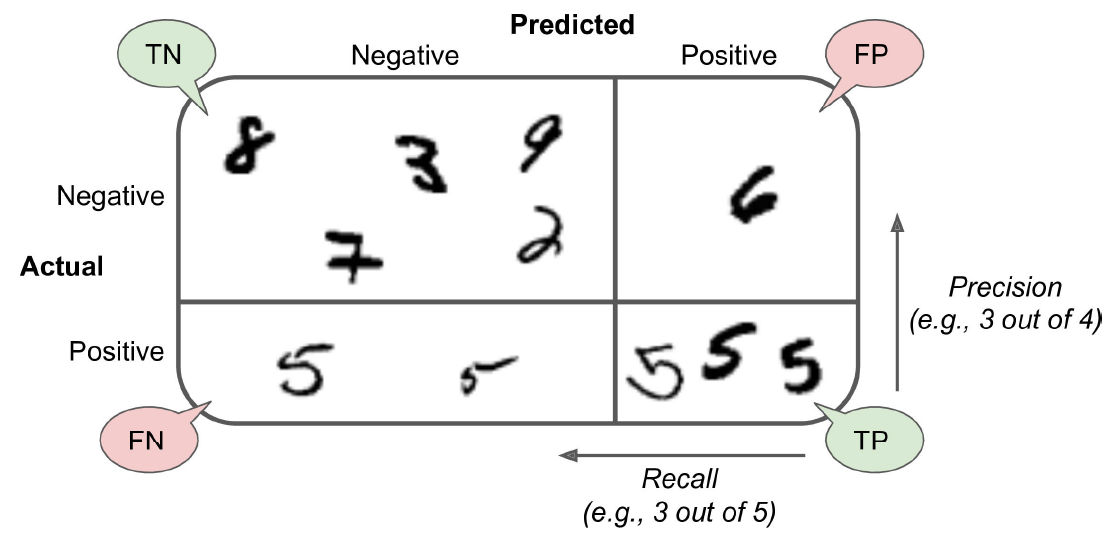 Predicted
TN
Negative
Positive
FP
8
3
9
Negative
6
7
2
Actual
Precision
(e.g., 3 out of 4)
Positive
5
5
5
5
5
FN
TP
Recall
(e.g., 3 out of 5)